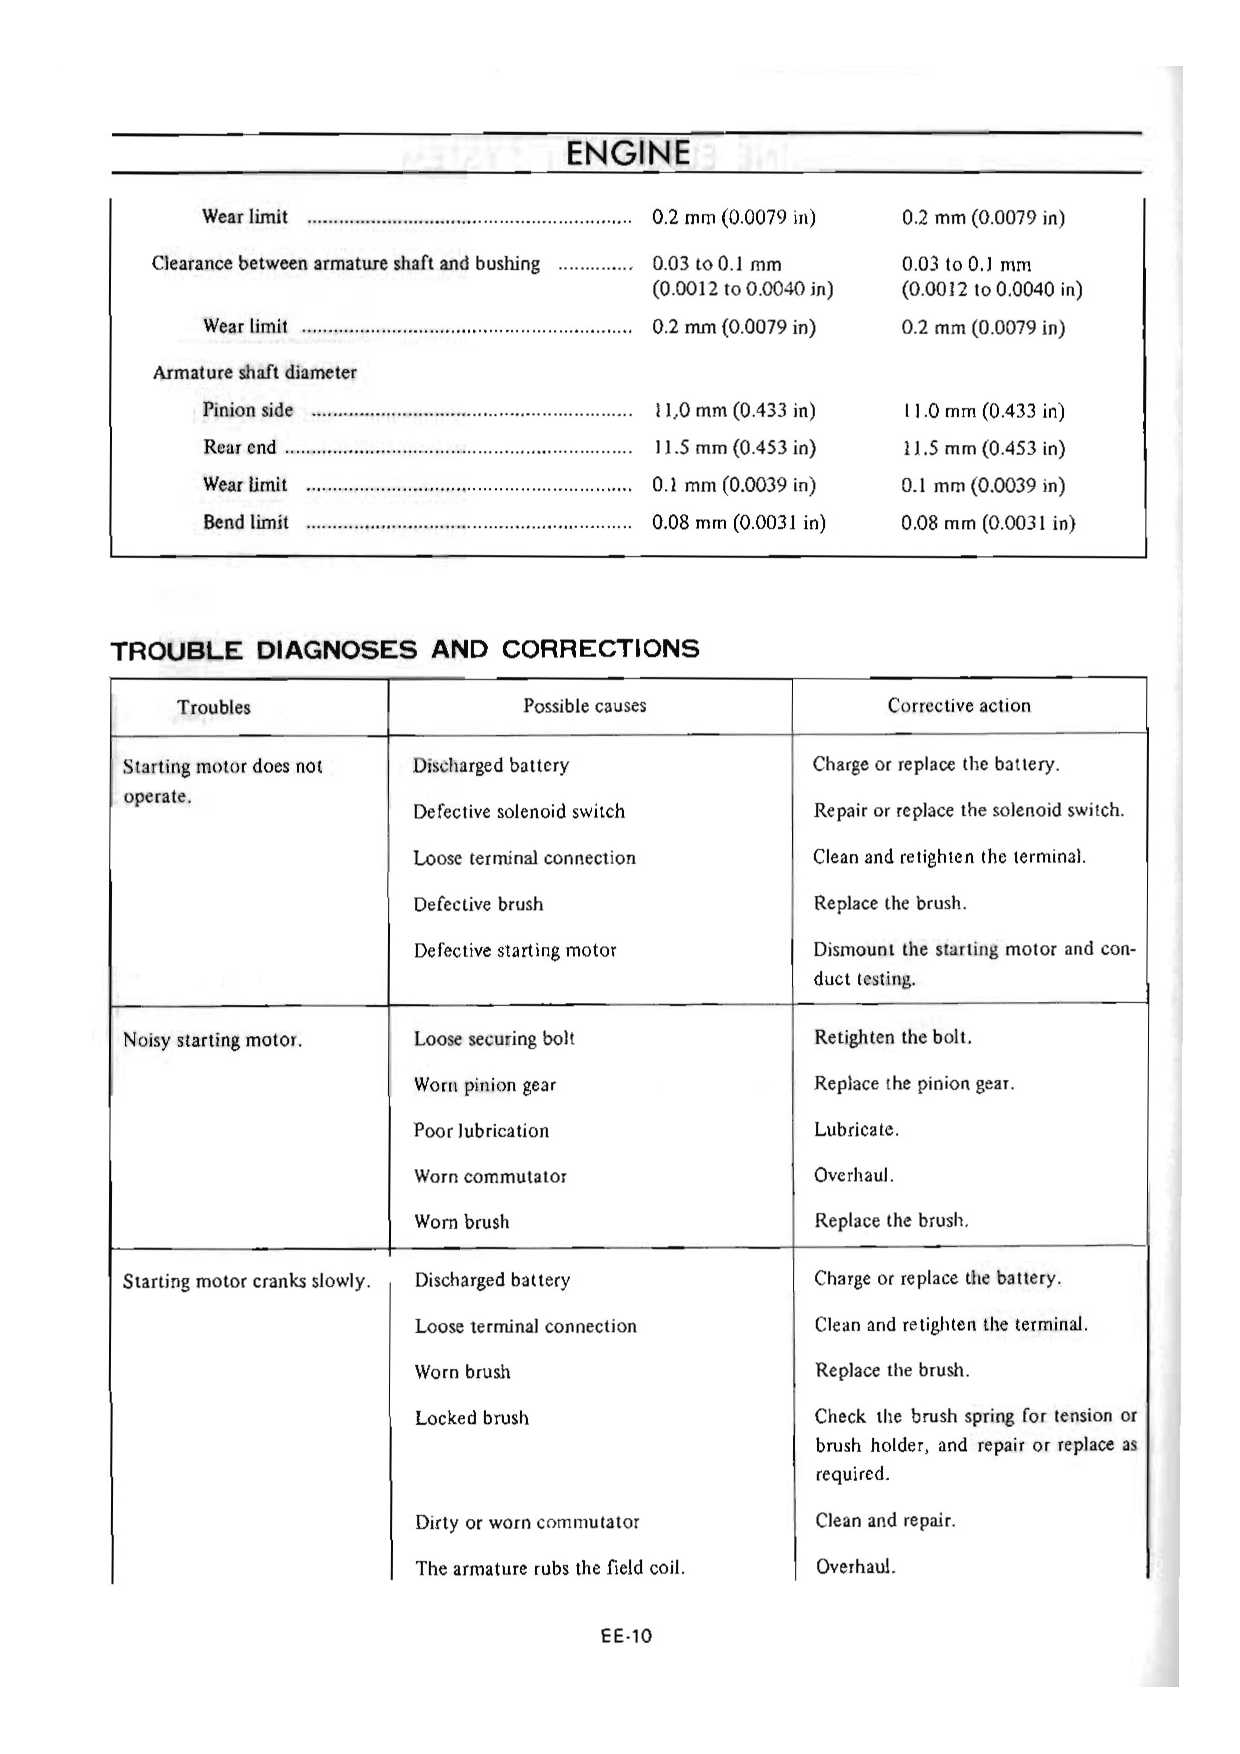 ENGINE
Wear limit ............................................................. 0.2 mm (0.0079 in) 0.2 mm (0.0079 in)
Clearance between armature shaft and bushing ............. 0.03 to 0.1 mm 0.03 to 0.1 mm
(0.0012 to 0.0040 in) (0.0012 to 0.0040 in)
Wear limit ............................................................. 0.2 mm (0.0079 in) 0.2 mm (0.0079 in)
Armature shaft diameter
Pinion side ............................................................ 11,0 mm (0.433 in) 11.0 mm (0.433 in)
Rear end ................................................................. 11.5 mm (0.453 in) 11.5 mm (0.453 in)
Wear limit ............................................................. 0.1 mm (0.0039 in) 0.1 mm (0.0039 in)
Bend limit ............................................................. 0.08 mm (0.0031 in) 0.08 mm (0.0031 in)
TROUBLE DIAGNOSES AND CORRECTIONS
Troubles Possible causes Corrective action
Starting motor does not Discharged battery Charge or replace the battery.
operate.
Defective solenoid switch Repair or replace the solenoid switch.
Loose terminal connection Clean and retighten the terminal.
Defective brush Replace the brush.
Defective starting motor Dismount the starting motor and con-
duct testing.
Noisy starting motor. Loose securing bolt Retighten the bolt.
Worn pinion gear Replace the pinion gear.
Poor lubrication Lubricate.
Worn commutator Overhaul.
Worn brush Replace the brush.
Starting motor cranks slowly. Discharged battery Charge or replace the battery.
Loose terminal connection Clean and retighten the terminal.
Worn brush Replace the brush.
Locked brush Check the brush spring for tension or
brush holder, and repair or replace as
required.
Dirty or worn commutator Clean and repair.
The armature rubs the field coil. Overhaul.
EE-10